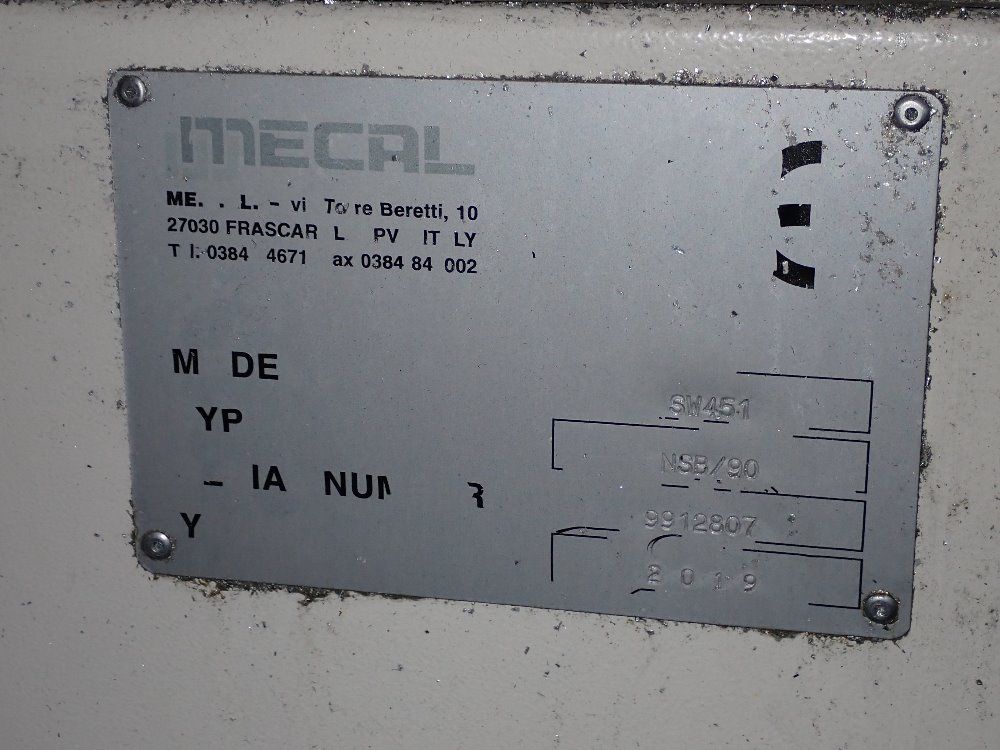 MECAL
ME. . L. - vi To re Beretti, 10
27030 FRASCAR L PV IT LY
T l. 0384 4671 ax 0384 84 002
M DE SW451
YP NSB/90
IA NUM R 9912807
Y 2019